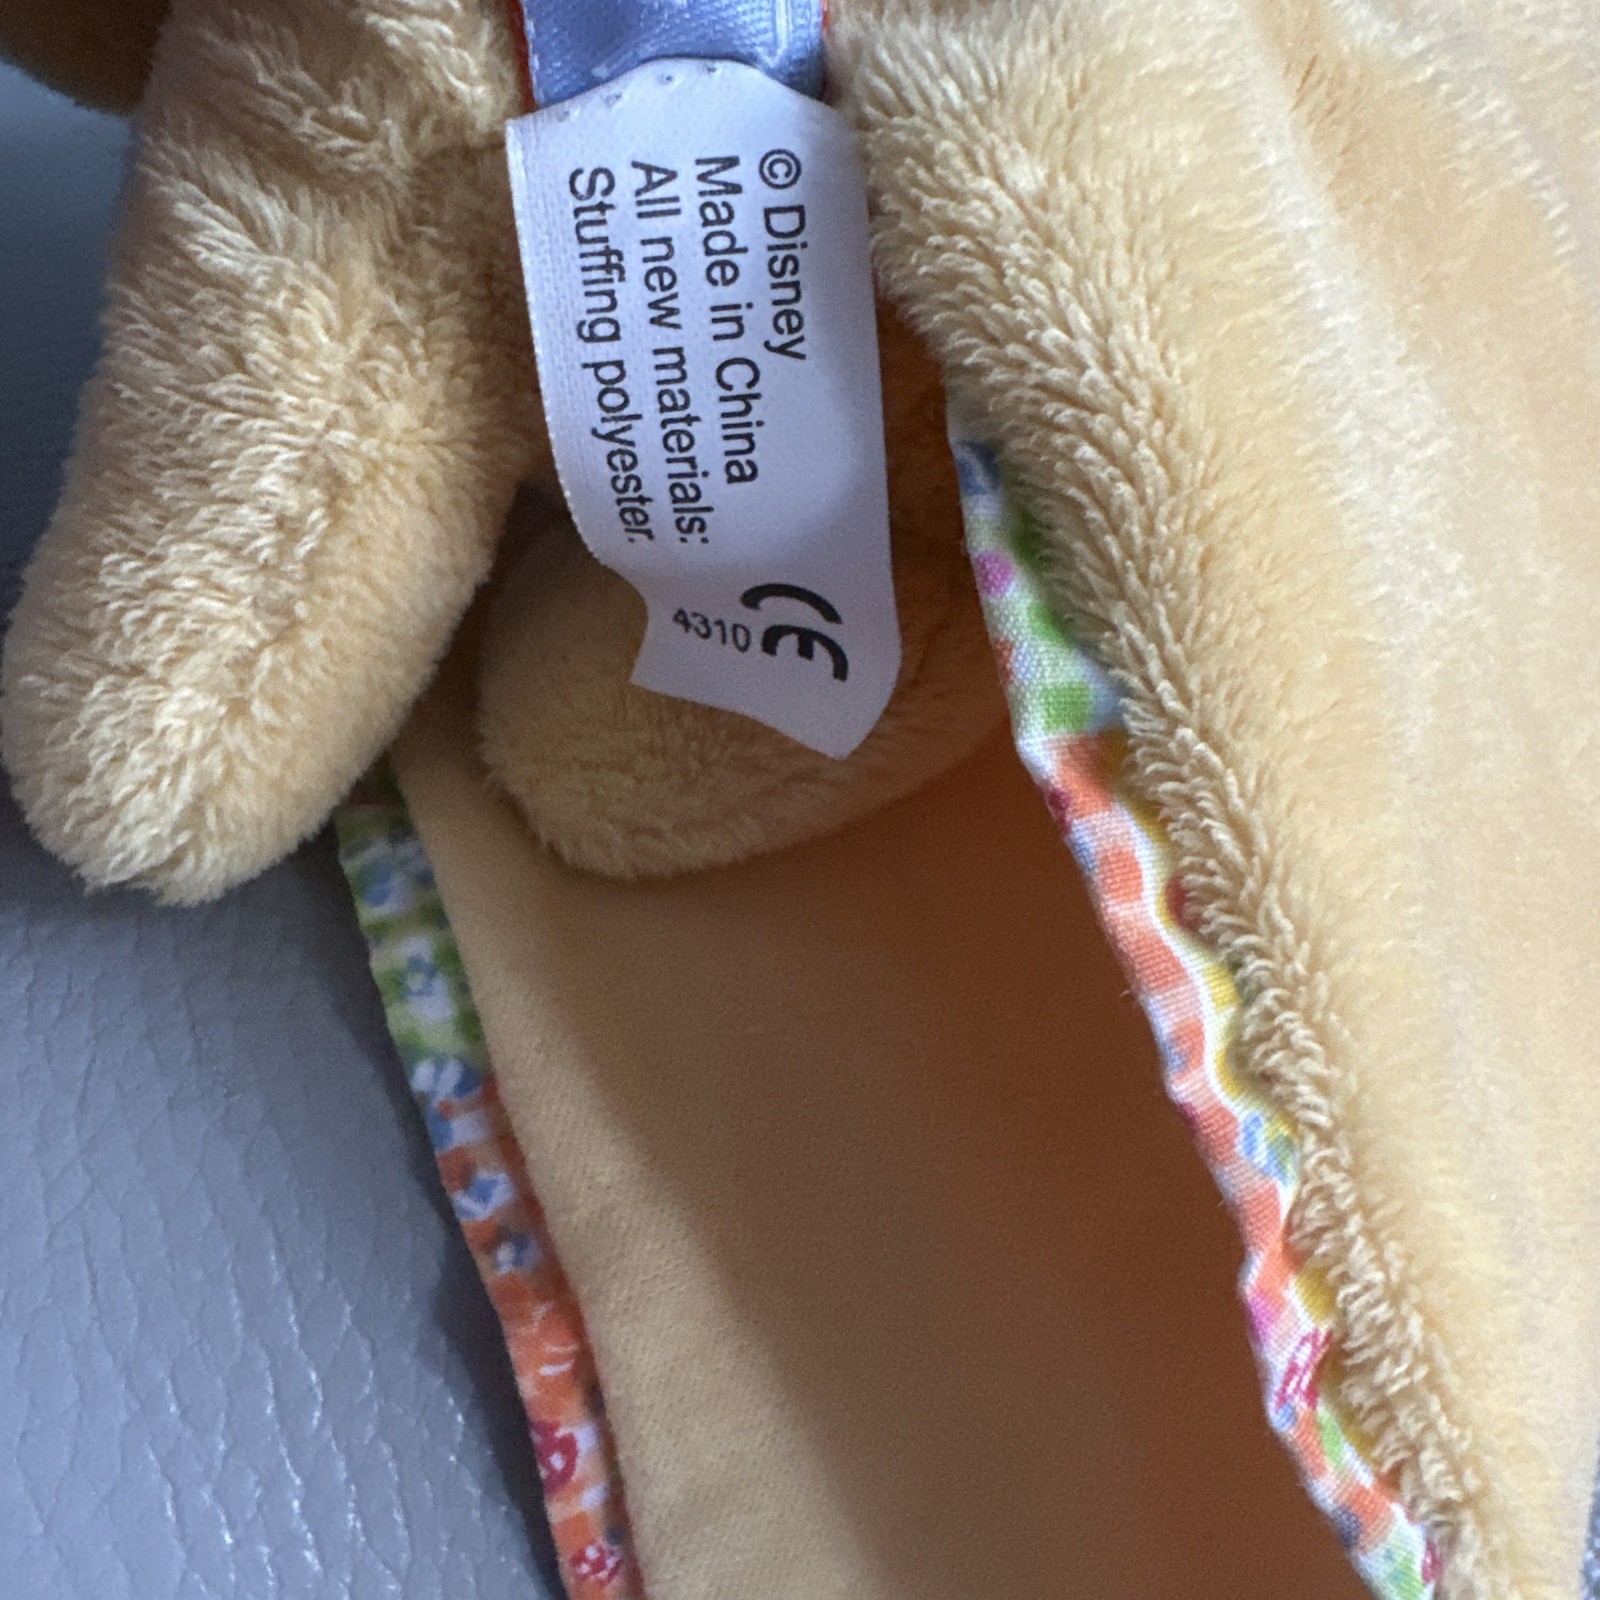 © Disney
Made in China
All new materials:
Stuffing polyester.
CE
4310